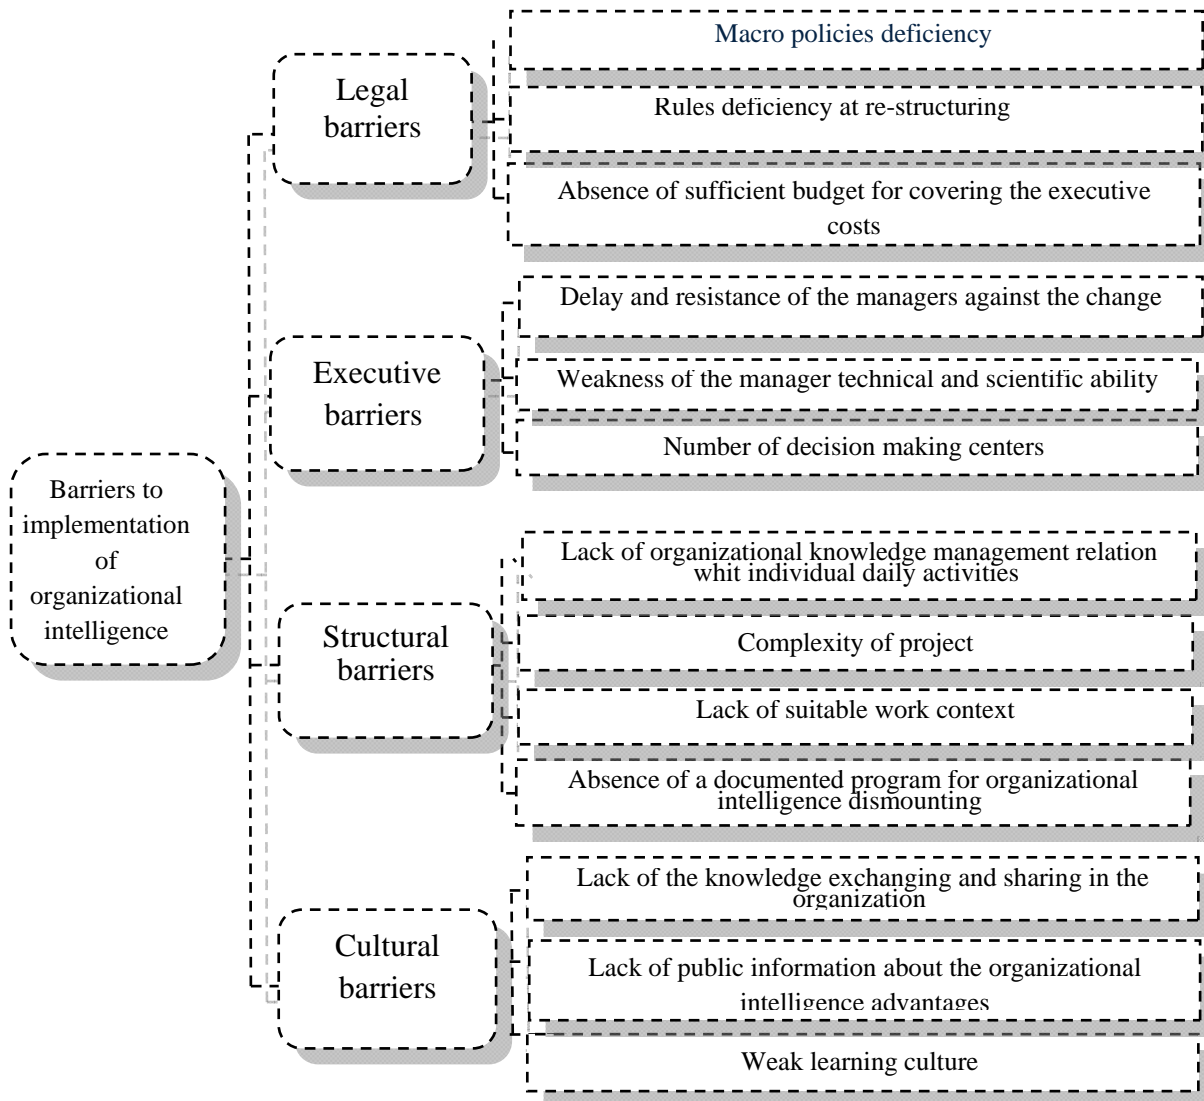 Macro policies deficiency
Legal
barriers
Rules deficiency at re-structuring
Absence of sufficient budget for covering the executive
costs
Delay and resistance of the managers against the change
Executive
barriers
Weakness of the manager technical and scientific ability
Number of decision making centers
Barriers to
implementation
of
organizational
intelligence
Lack of organizational knowledge management relation
whit individual daily activities
Structural
barriers
Complexity of project
Lack of suitable work context
Absence of a documented program for organizational
intelligence dismounting
Lack of the knowledge exchanging and sharing in the
organization
Cultural
barriers
Lack of public information about the organizational
intelligence advantages
Weak learning culture